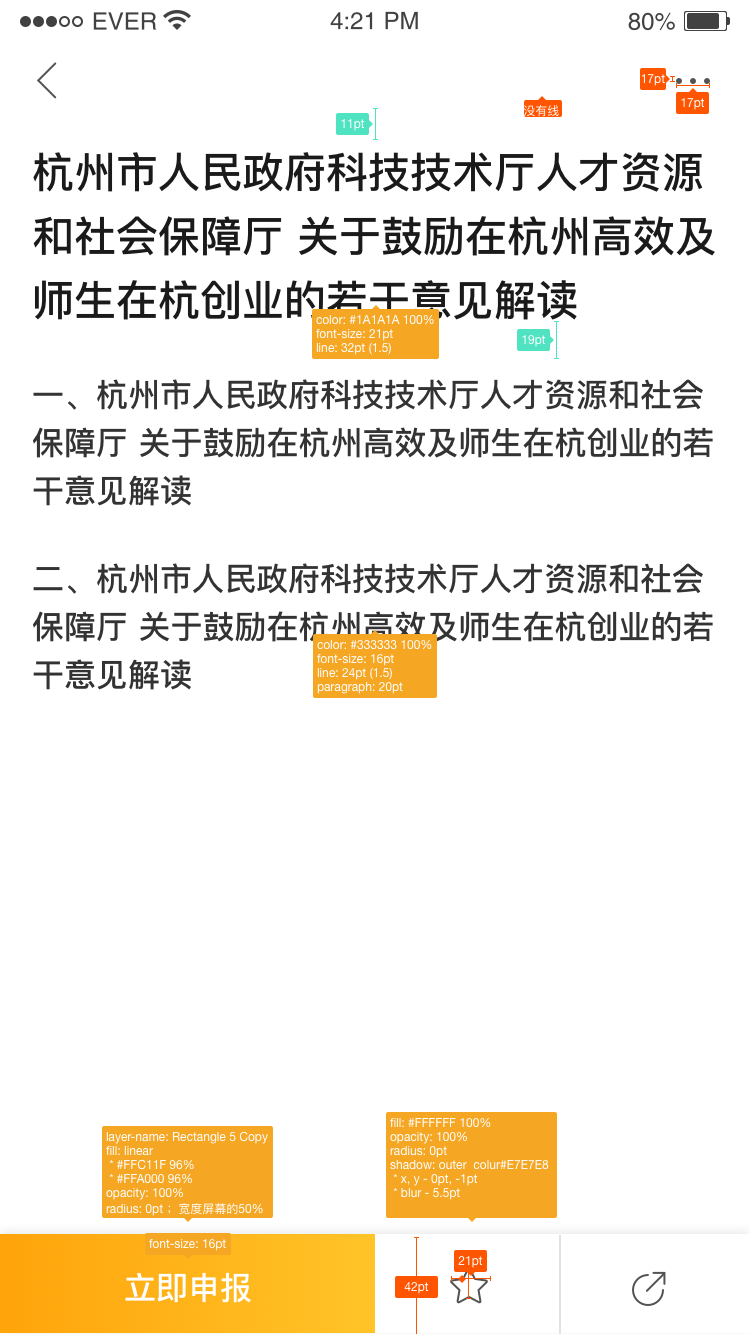 EVER 4:21 PM 80%
17pt
没有线
17pt
11pt
杭州市人民政府科技技术厅人才资源
和社会保障厅 关于鼓励在杭州高效及
师生在杭创业的若干意见解读
color: #1A1A1A 100%
font-size: 21pt
line: 32pt (1.5)
19pt
一、杭州市人民政府科技技术厅人才资源和社会
保障厅 关于鼓励在杭州高效及师生在杭创业的若
干意见解读
二、杭州市人民政府科技技术厅人才资源和社会
保障厅 关于鼓励在杭州高效及师生在杭创业的若
干意见解读
color: #333333 100%
font-size: 16pt
line: 24pt (1.5)
paragraph: 20pt
layer-name: Rectangle 5 Copy
fill: linear
* #FFC11F 96%
* #FFA000 96%
opacity: 100%
radius: 0pt； 宽度屏幕的50%
fill: #FFFFFF 100%
opacity: 100%
radius: 0pt
shadow: outer colur#E7E7E8
* x, y - 0pt, -1pt
* blur - 5.5pt
font-size: 16pt
立即申报
42pt
21pt